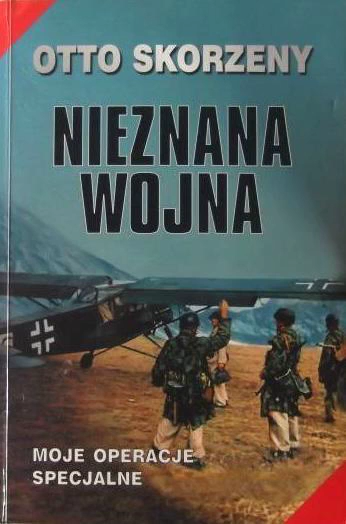 OTTO SKORZENY
NIEZNANA
WOJNA
MOJE OPERACJE
SPECJALNE